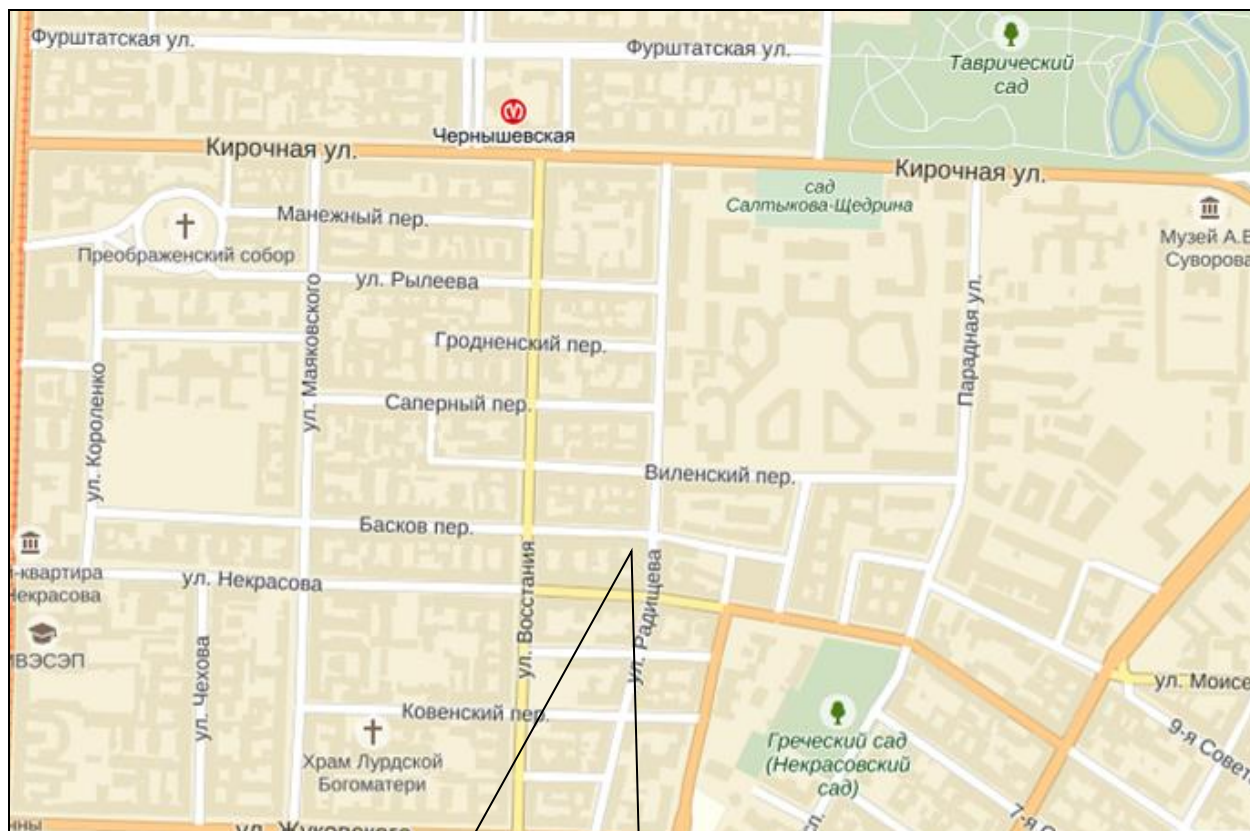 Фурштатская ул.
Фурштатская ул.
Таврический
сад
Чернышевская
Кирочная ул.
Кирочная ул.
сад
Салтыкова-Щедрина
Манежный пер.
Преображенский собор
Музей А.В
Суворова
ул. Рылеева
ул. Маяковского
Парадная ул.
Гродненский пер.
ул. Короленко
Саперный пер.
Виленский пер.
Басков пер.
ул. Восстания
ул. Радищева
-квартира
Некрасова
ул. Некрасова
ИВЭСЭП
ул. Чехова
ул. Моисе
Ковенский пер.
9-я Совет
Греческий сад
(Некрасовский
сад)
Храм Лурдской
Богоматери
7-я С
ул. Жуковского